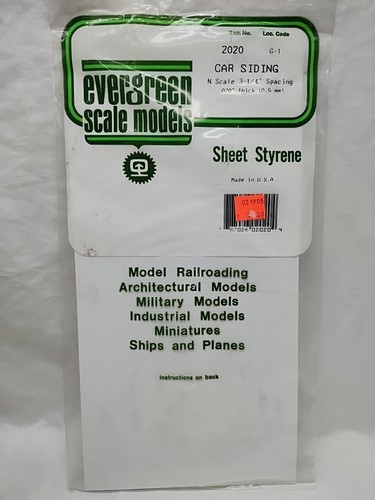 Item No. Loc. Code
2020 G-1
CAR SIDING
N Scale 3-1/4" Spacing
.020" Thick (0.5 mm)
evergreen
scale models
Sheet Styrene
Made In U.S.A.
021905
Model Railroading
Architectural Models
Military Models
Industrial Models
Miniatures
Ships and Planes
Instructions on back